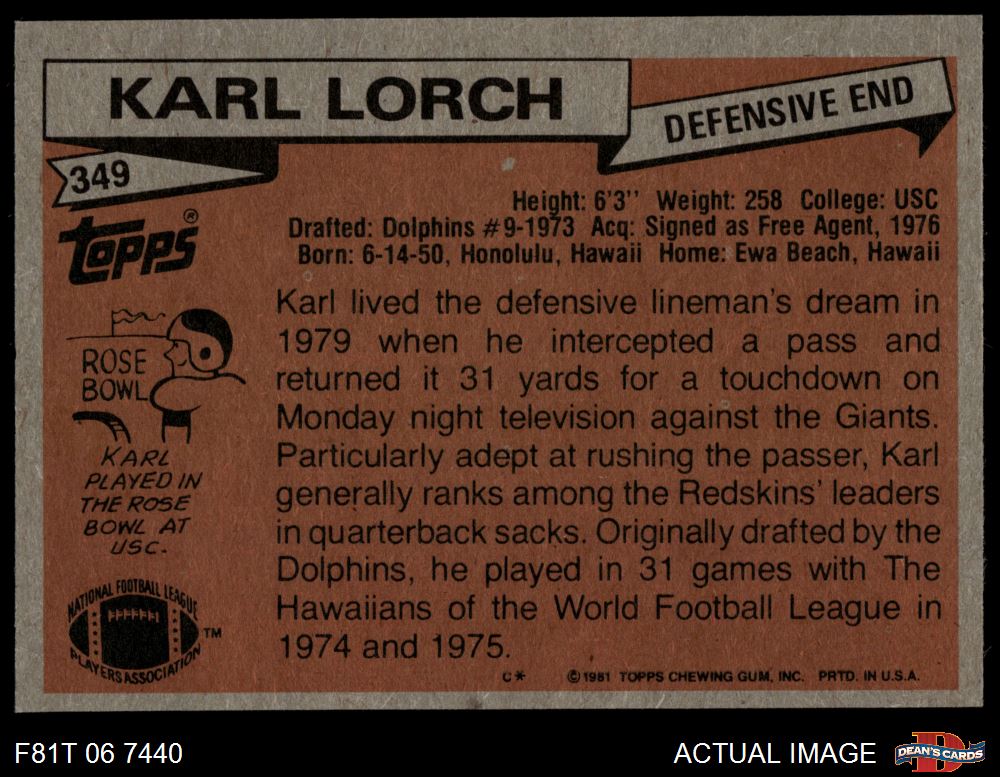 KARL LORCH
DEFENSIVE END
349
TOPPS®
Height: 6'3'' Weight: 258 College: USC
Drafted: Dolphins #9-1973 Acq: Signed as Free Agent, 1976
Born: 6-14-50, Honolulu, Hawaii Home: Ewa Beach, Hawaii
Karl lived the defensive lineman's dream in
1979 when he intercepted a pass and
returned it 31 yards for a touchdown on
Monday night television against the Giants.
Particularly adept at rushing the passer, Karl
generally ranks among the Redskins' leaders
in quarterback sacks. Originally drafted by the
Dolphins, he played in 31 games with The
Hawaiians of the World Football League in
1974 and 1975.
ROSE
BOWL
KARL
PLAYED IN
THE ROSE
BOWL AT
USC.
NATIONAL FOOTBALL LEAGUE
PLAYERS ASSOCIATION
TM
C* ©1981 TOPPS CHEWING GUM, INC. PRTD. IN U.S.A.
F81T 06 7440
ACTUAL IMAGE
D
DEAN'S CARDS